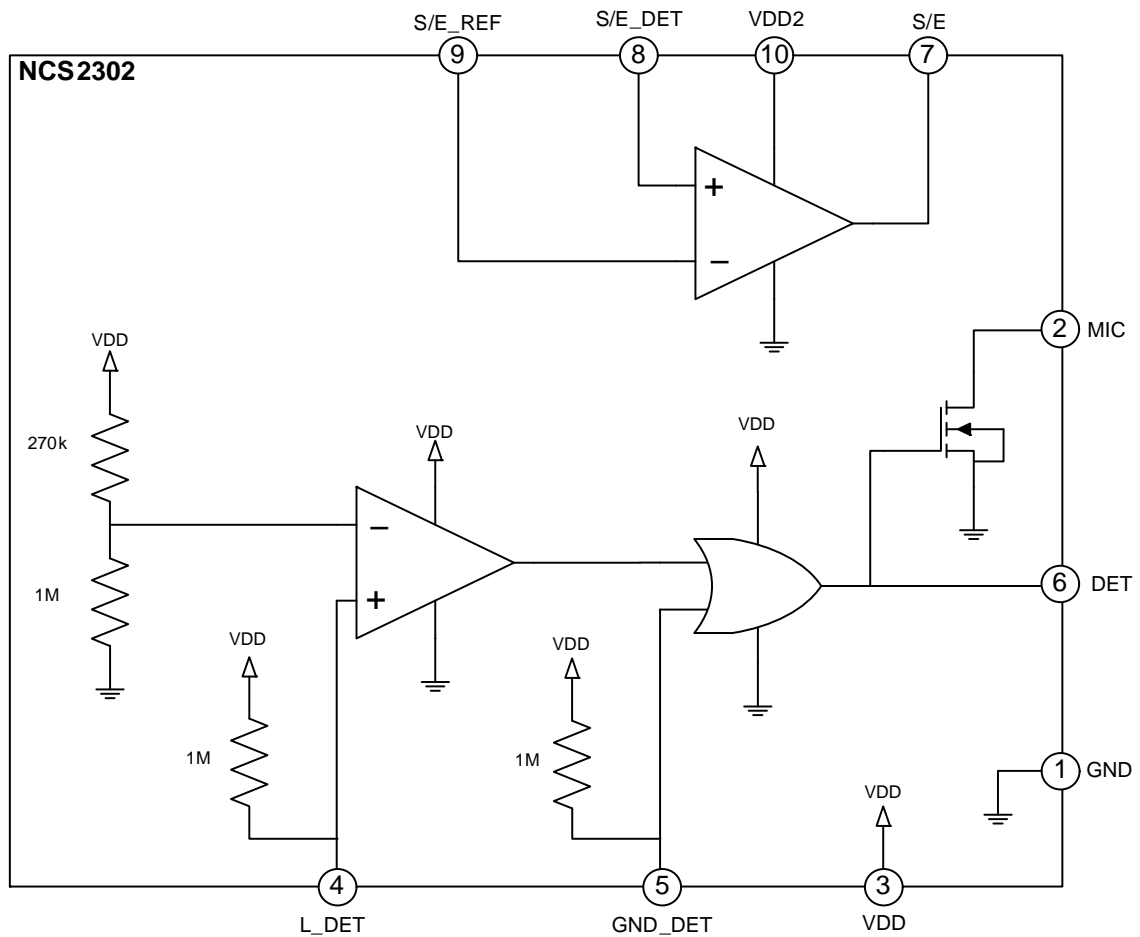 S/E_REF
S/E_DET
VDD2
S/E
9
8
10
7
NCS2302
+
−
VDD
2
MIC
270k
VDD
VDD
−
1M
+
6
DET
VDD
VDD
1M
1M
1
GND
VDD
4
5
3
L_DET
GND_DET
VDD